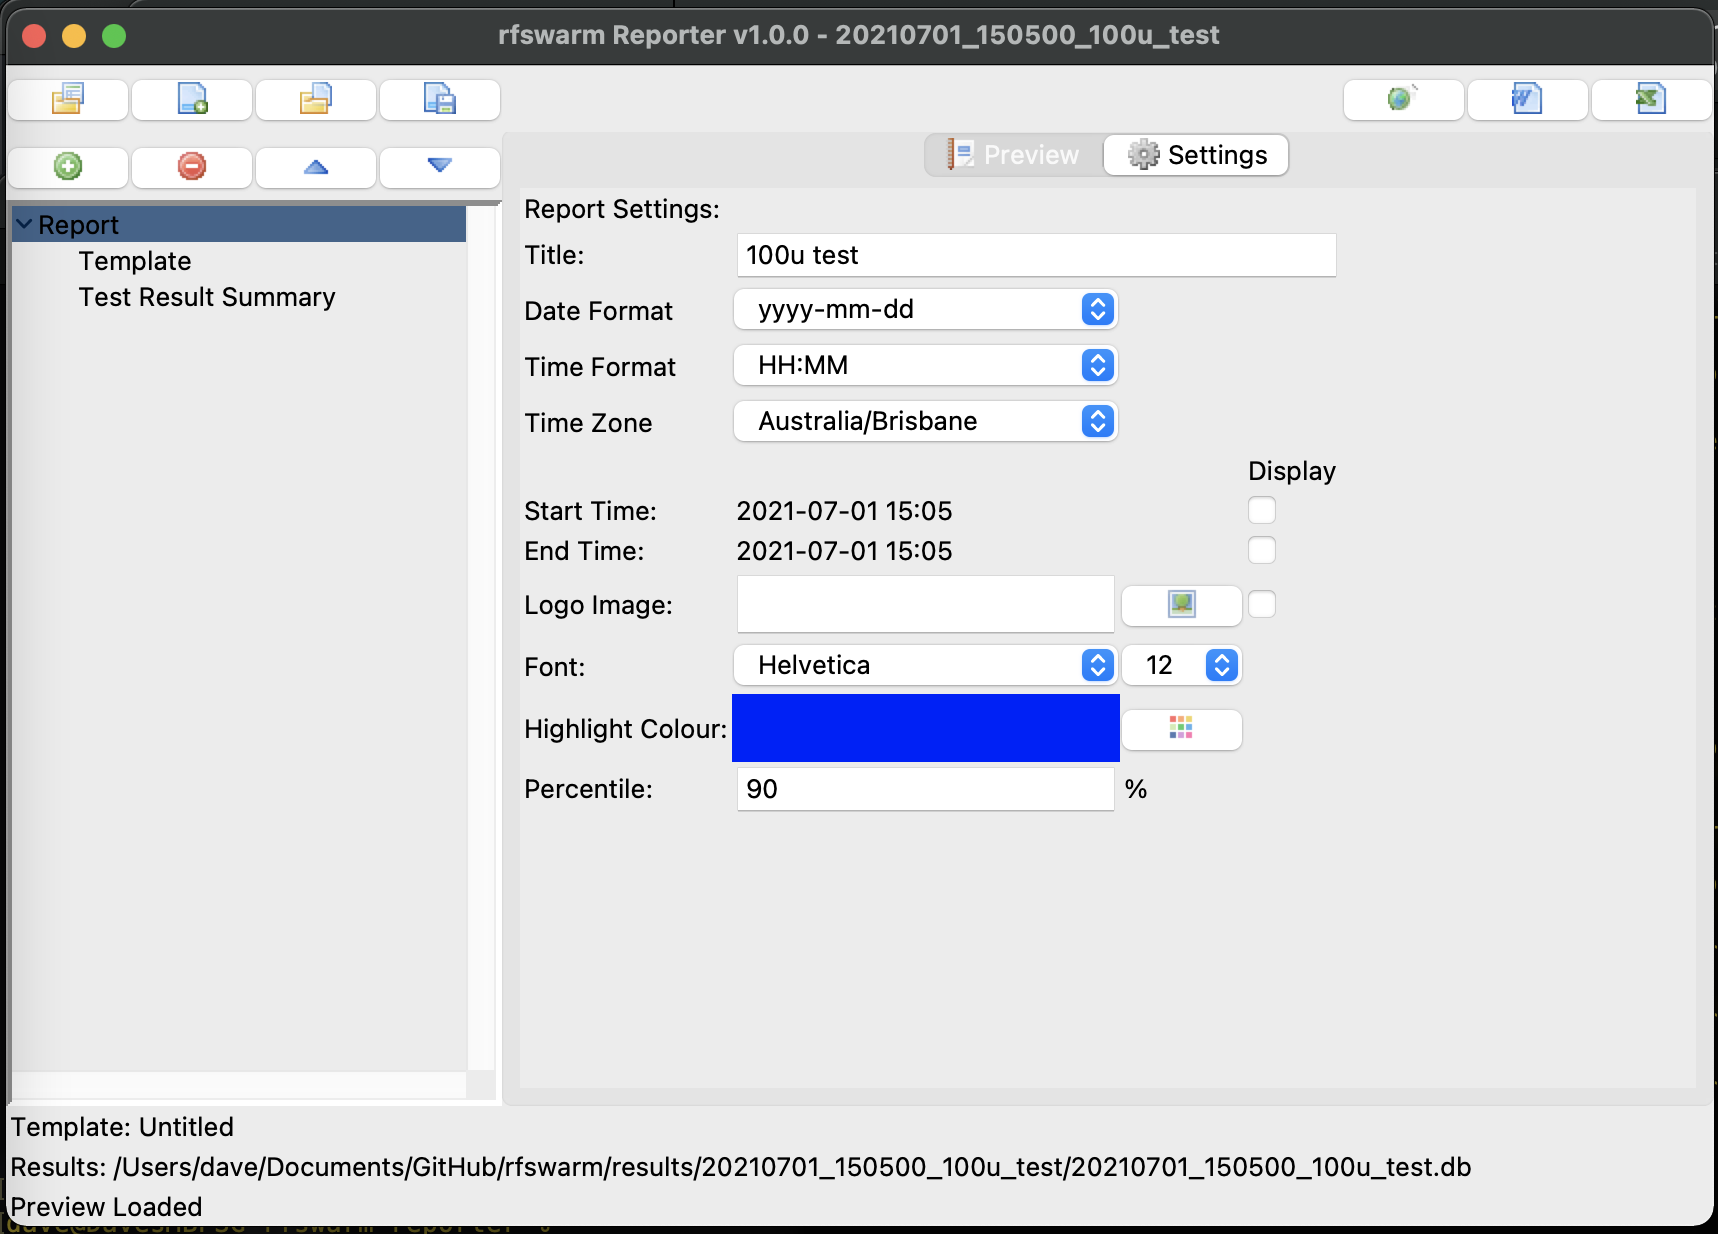 rfswarm Reporter v1.0.0 - 20210701_150500_100u_test
Preview
Settings
Report
Template
Test Result Summary
Report Settings:
Title: 100u test
Date Format yyyy-mm-dd
Time Format HH:MM
Time Zone Australia/Brisbane
Display
Start Time: 2021-07-01 15:05
End Time: 2021-07-01 15:05
Logo Image:
Font: Helvetica 12
Highlight Colour:
Percentile: 90 %
Template: Untitled
Results: /Users/dave/Documents/GitHub/rfswarm/results/20210701_150500_100u_test/20210701_150500_100u_test.db
Preview Loaded